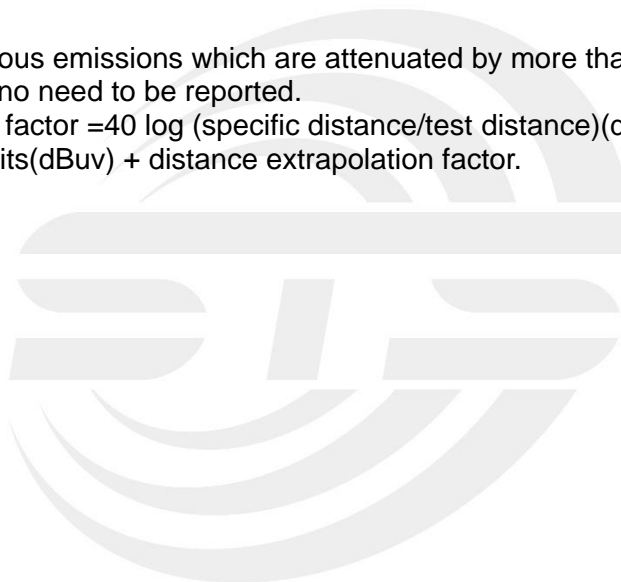 ous emissions which are attenuated by more tha
no need to be reported.
factor =40 log (specific distance/test distance)(d
its(dBuv) + distance extrapolation factor.
STS